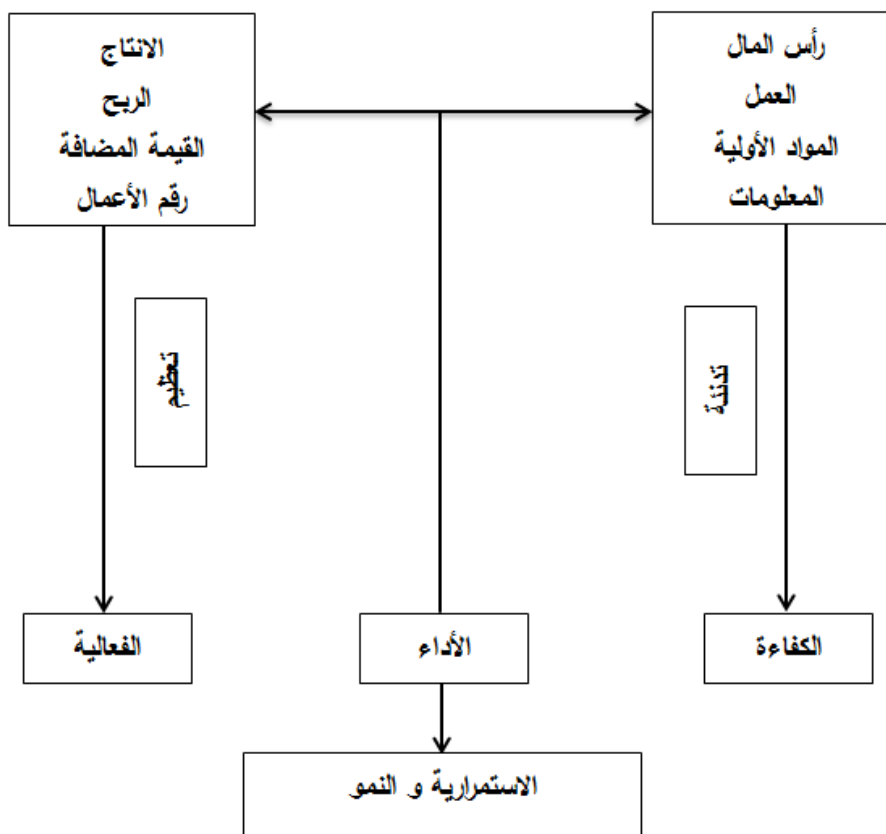 رأس المال
العمل
المواد الأولية
المعلومات
الانتاج
الربح
القيمة المضافة
رقم الأعمال
تدنئة
تعظيم
الكفاءة
الأداء
الفعالية
الاستمرارية و النمو